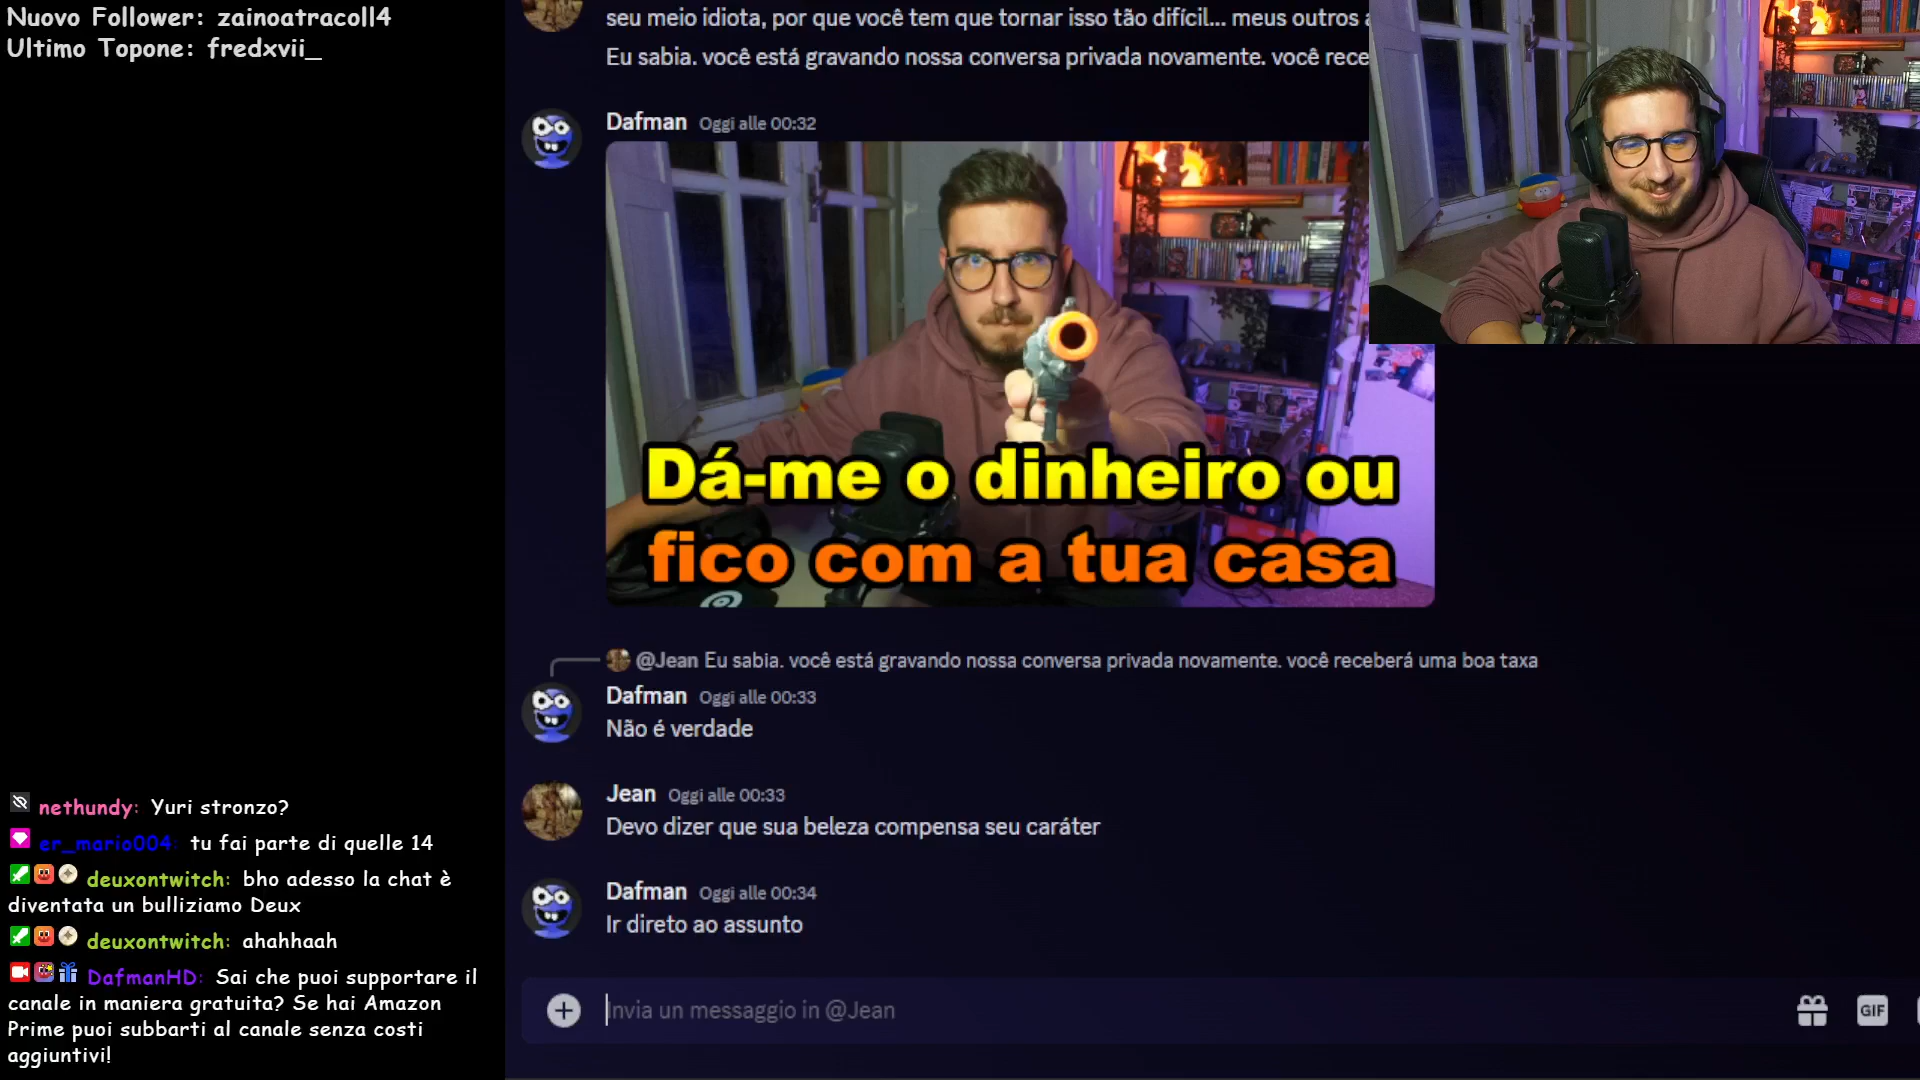 Nuovo Follower: zainoatracoll4
Ultimo Topone: fredxvii_
seu meio idiota, por que você tem que tornar isso tão difícil... meus outros
Eu sabia. você está gravando nossa conversa privada novamente. você rece
Dafman Oggi alle 00:32
Dá-me o dinheiro ou
fico com a tua casa
@Jean Eu sabia. você está gravando nossa conversa privada novamente. você receberá uma boa taxa
Dafman Oggi alle 00:33
Não é verdade
Jean Oggi alle 00:33
Devo dizer que sua beleza compensa seu caráter
Dafman Oggi alle 00:34
Ir direto ao assunto
Invia un messaggio in @Jean
GIF
nethundy: Yuri stronzo?
er_mario004: tu fai parte di quelle 14
deuxontwitch: bho adesso la chat è
diventata un bulliziamo Deux
deuxontwitch: ahahhaah
DafmanHD: Sai che puoi supportare il
canale in maniera gratuita? Se hai Amazon
Prime puoi subbarti al canale senza costi
aggiuntivi!